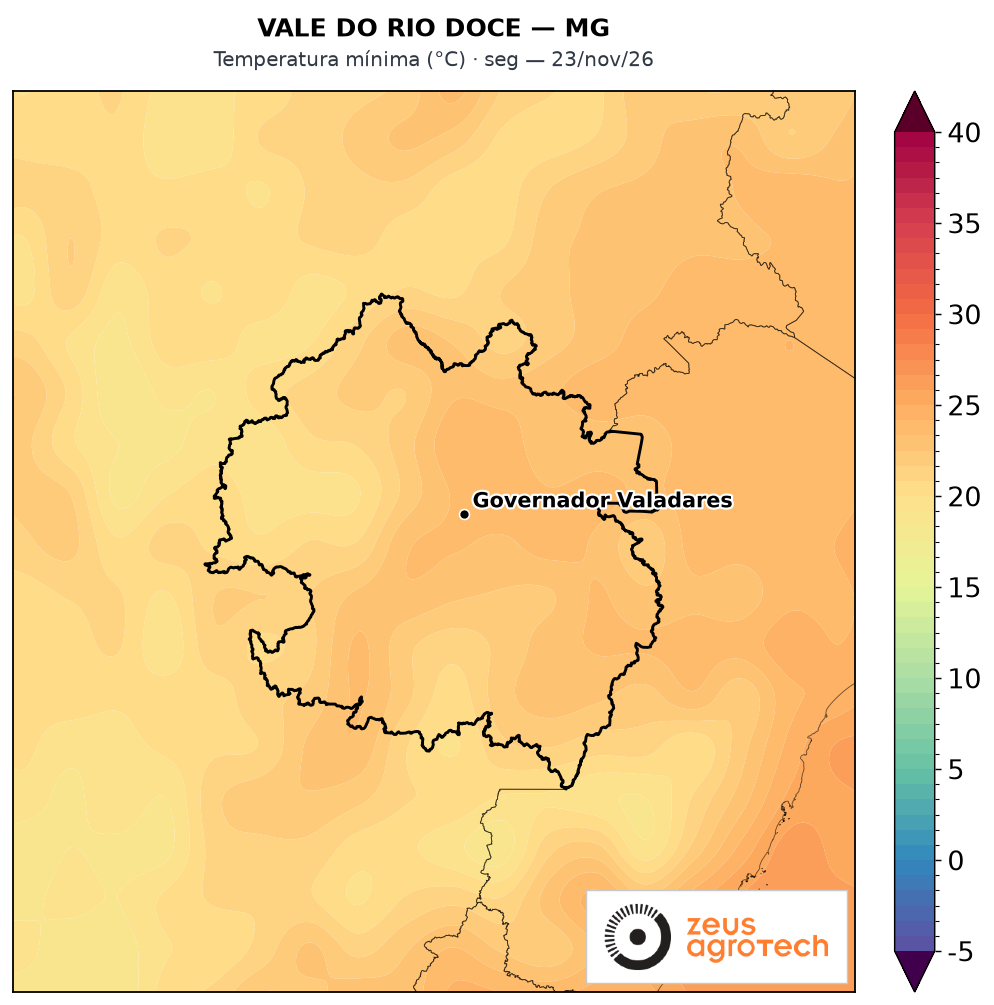 VALE DO RIO DOCE — MG
Temperatura mínima (°C) · seg — 23/nov/26
40
35
30
25
20
15
10
5
0
-5
Governador Valadares
zeus
agrotech